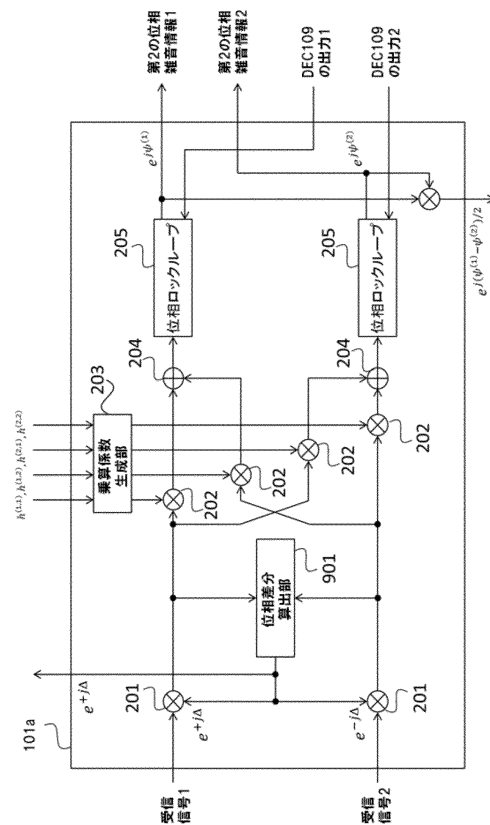 101a
h^{(1,1)}, h^{(1,2)}, h^{(2,1)}, h^{(2,2)}
203
乗算係数
生成部
受信
信号1
201
e^{+jΔ}
e^{+jΔ}
202
204
205
位相ロックループ
e^{jψ^{(1)}}
第2の位相
雑音情報1
第2の位相
雑音情報2
202
202
位相差分
算出部
901
DEC109
の出力1
DEC109
の出力2
受信
信号2
201
e^{-jΔ}
202
204
205
位相ロックループ
e^{jψ^{(2)}}
e^{j(ψ^{(1)}-ψ^{(2)})/2}